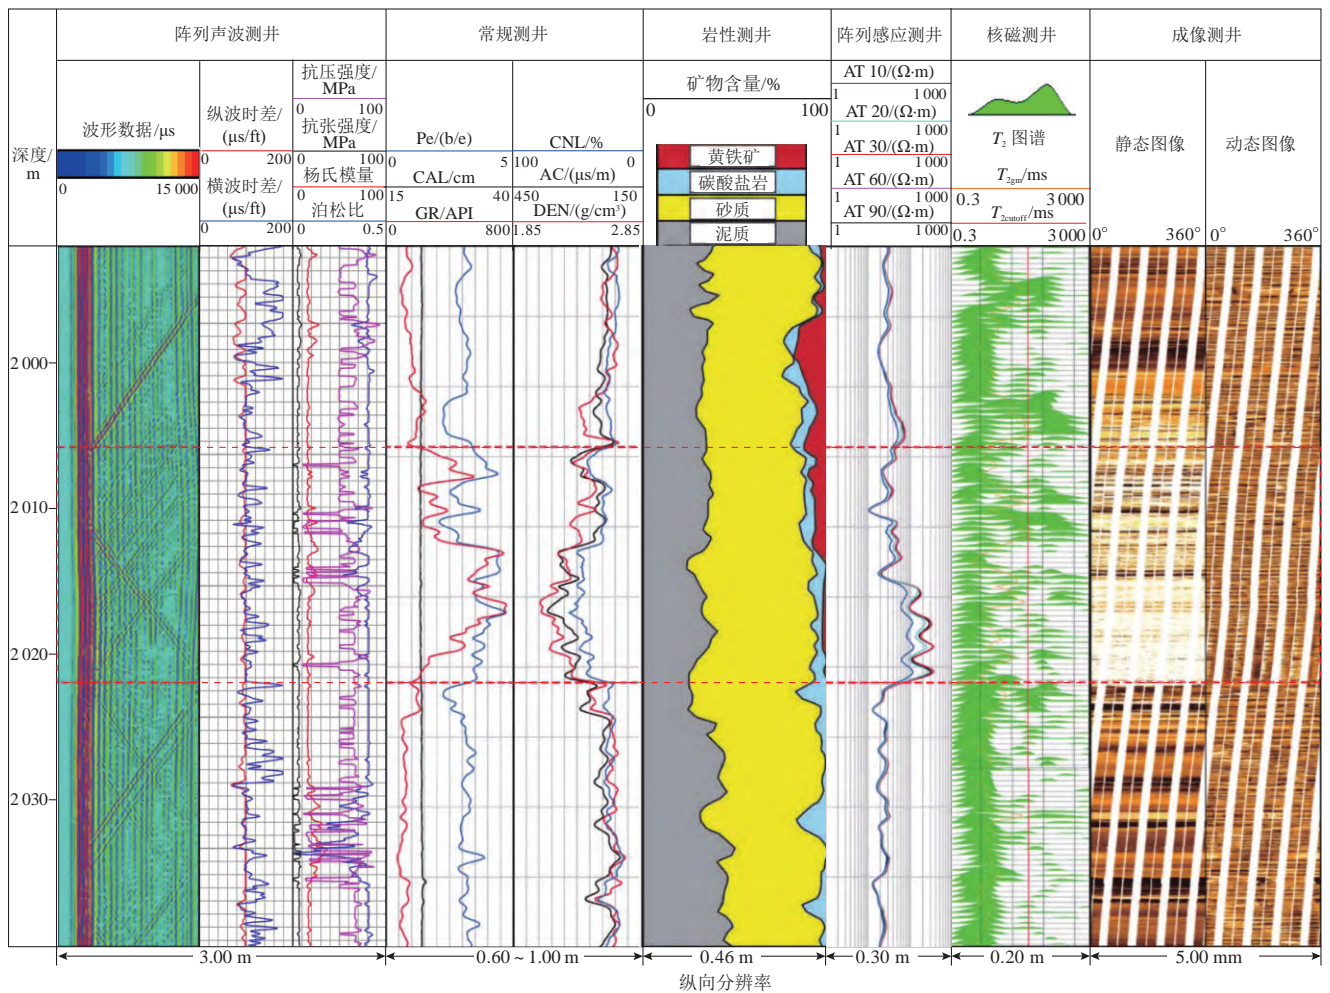 阵列声波测井
常规测井
岩性测井
阵列感应测井
核磁测井
成像测井
深度/
m
波形数据/μs
0 15 000
纵波时差/
(μs/ft)
0 200
横波时差/
(μs/ft)
0 200
抗压强度/
MPa
0 100
抗张强度/
MPa
0 100
杨氏模量
0 100
泊松比
0 0.5
Pe/(b/e)
0 5
CAL/cm
15 40
GR/API
0 800
CNL/%
100 0
AC/(μs/m)
450 150
DEN/(g/cm³)
1.85 2.85
矿物含量/%
0 100
黄铁矿
碳酸盐岩
砂质
泥质
AT 10/(Ω·m)
1 1 000
AT 20/(Ω·m)
1 1 000
AT 30/(Ω·m)
1 1 000
AT 60/(Ω·m)
1 1 000
AT 90/(Ω·m)
1 1 000
T₂ 图谱
T2gm/ms
0.3 3 000
T2cutoff/ms
0.3 3000
静态图像
0° 360°
动态图像
0° 360°
2 000
2 010
2 020
2 030
3.00 m
0.60 ~ 1.00 m
0.46 m
0.30 m
0.20 m
5.00 mm
纵向分辨率